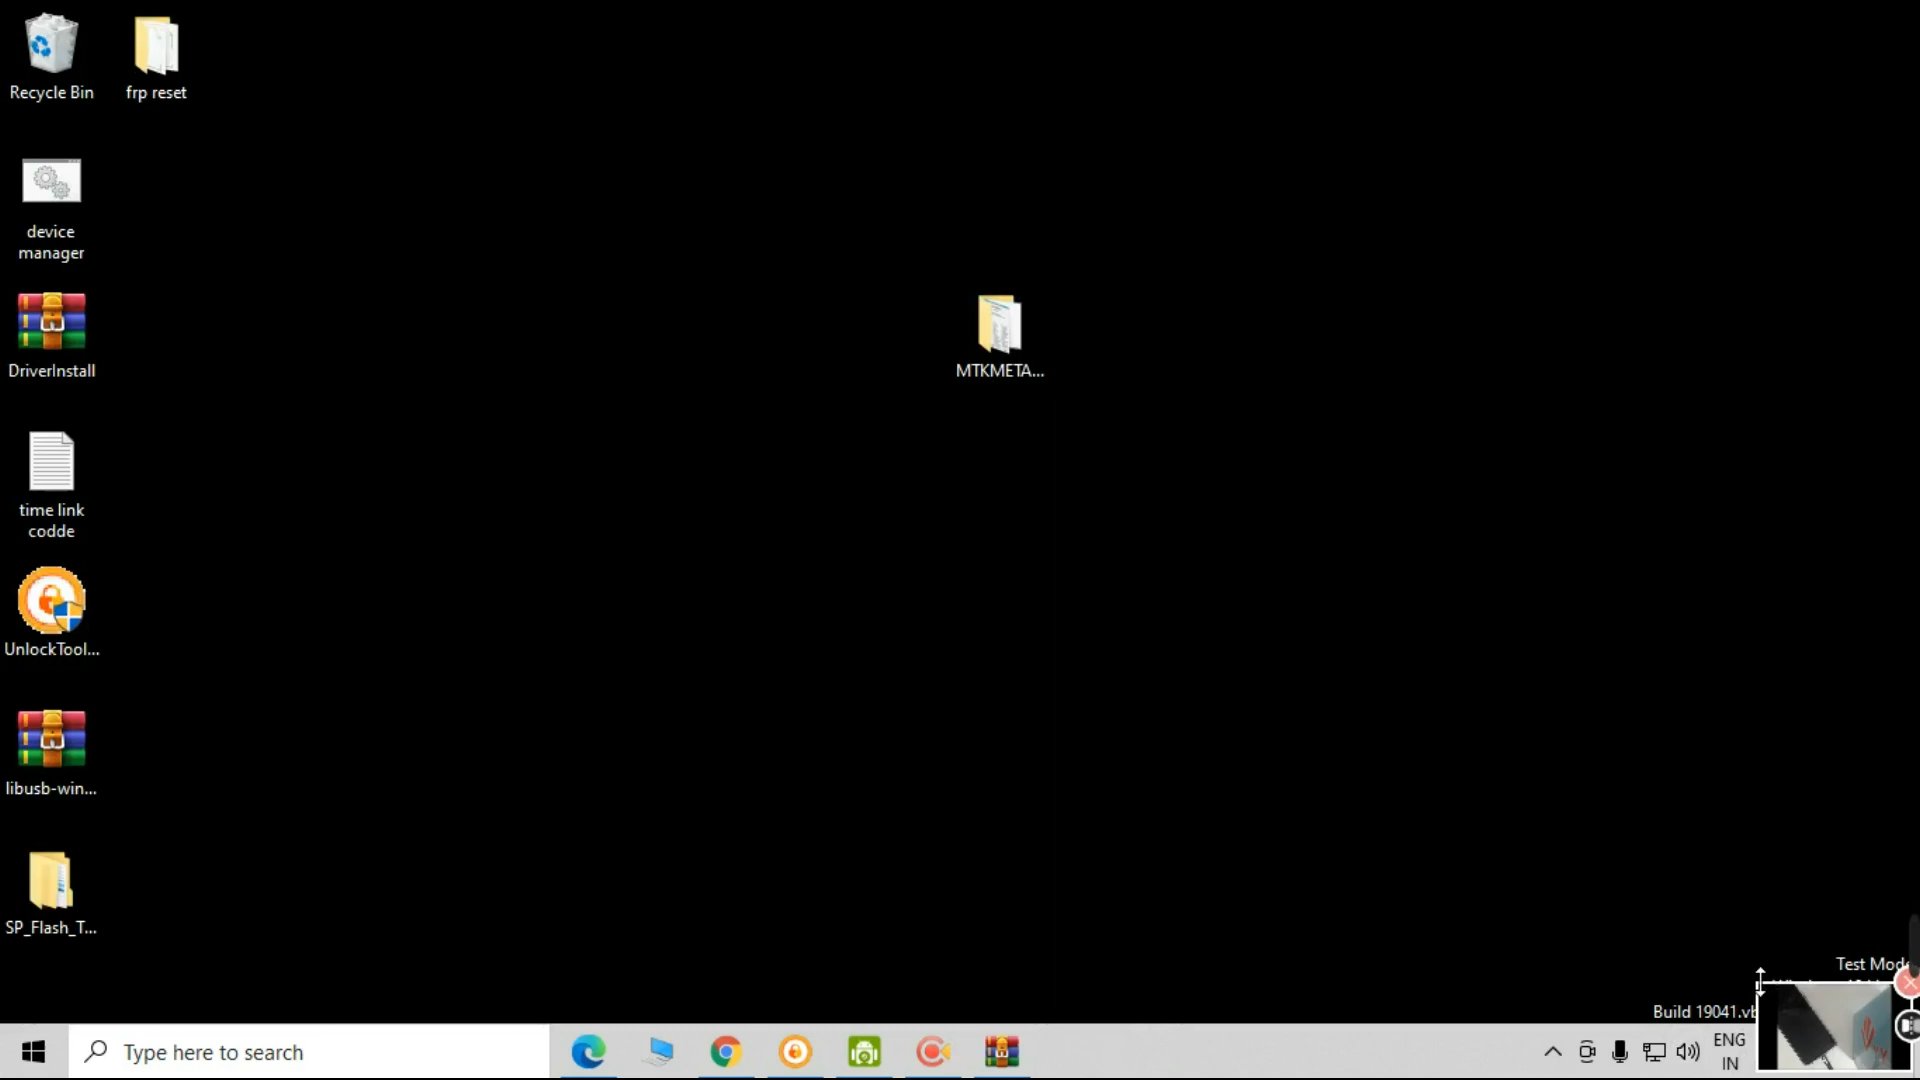 Recycle Bin
frp reset
device
manager
DriverInstall
MTKMETA...
time link
codde
UnlockTool...
libusb-win...
SP_Flash_T...
Test Mode
Build 19041.vb
Type here to search
ENG
IN